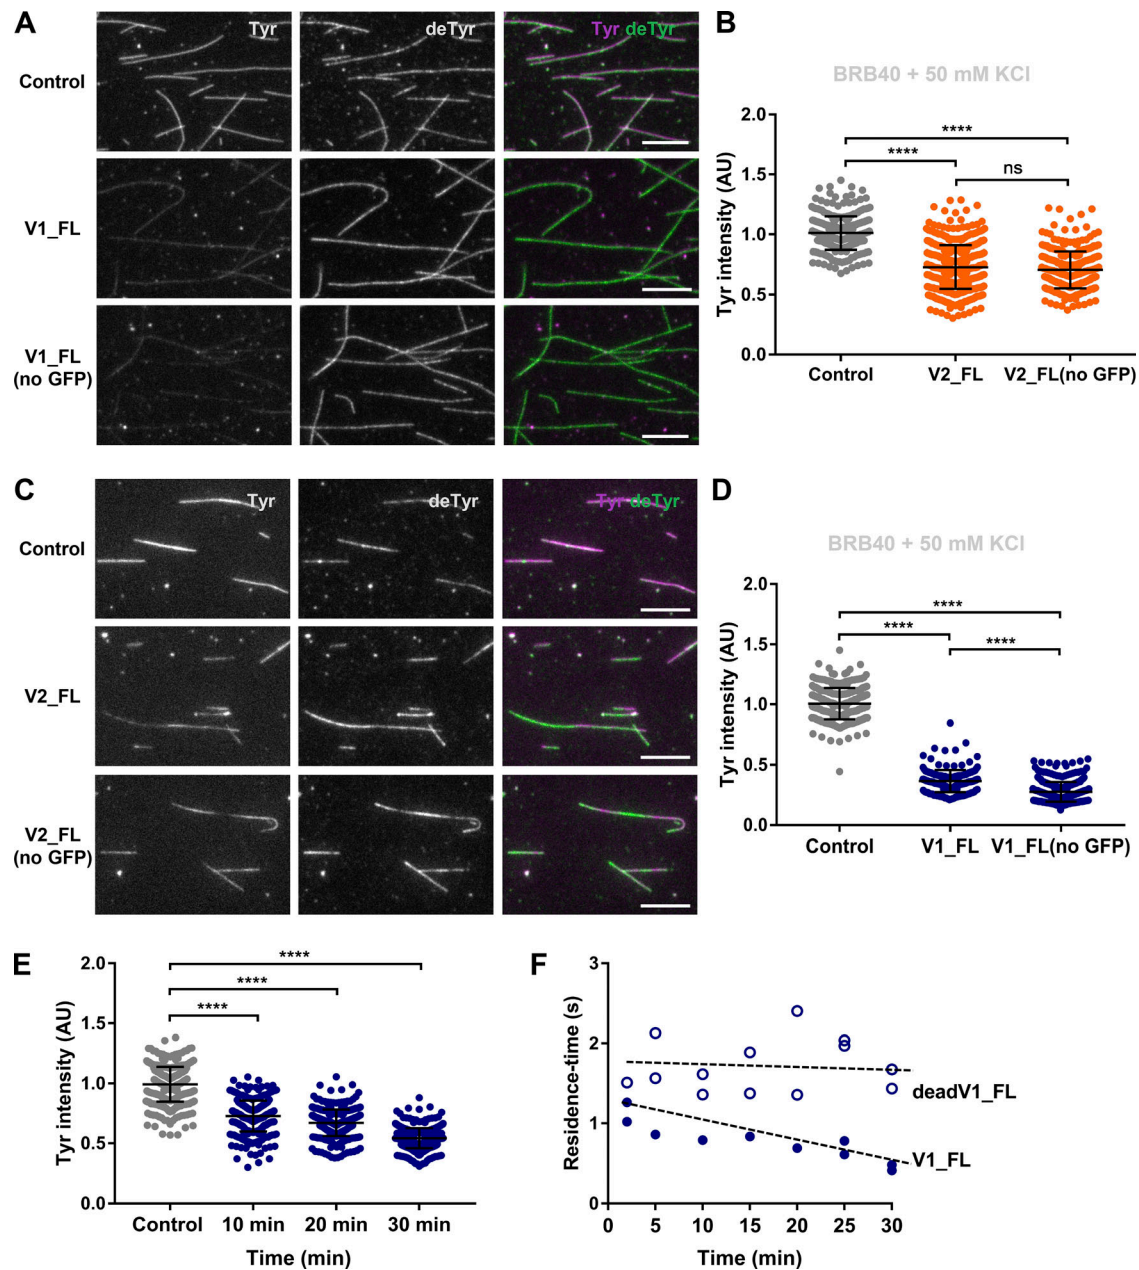 A
Tyr
deTyr
Tyr deTyr
Control
V1_FL
V1_FL
(no GFP)
B
BRB40 + 50 mM KCl
Tyr intensity (AU)
2.0
1.5
1.0
0.5
0.0
****
****
ns
Control
V2_FL
V2_FL(no GFP)
C
Tyr
deTyr
Tyr deTyr
Control
V2_FL
V2_FL
(no GFP)
D
BRB40 + 50 mM KCl
Tyr intensity (AU)
2.0
1.5
1.0
0.5
0.0
****
****
****
Control
V1_FL
V1_FL(no GFP)
E
Tyr intensity (AU)
2.0
1.5
1.0
0.5
0.0
****
****
****
Control
10 min
20 min
30 min
Time (min)
F
Residence-time (s)
3
2
1
0
deadV1_FL
V1_FL
0
5
10
15
20
25
30
Time (min)